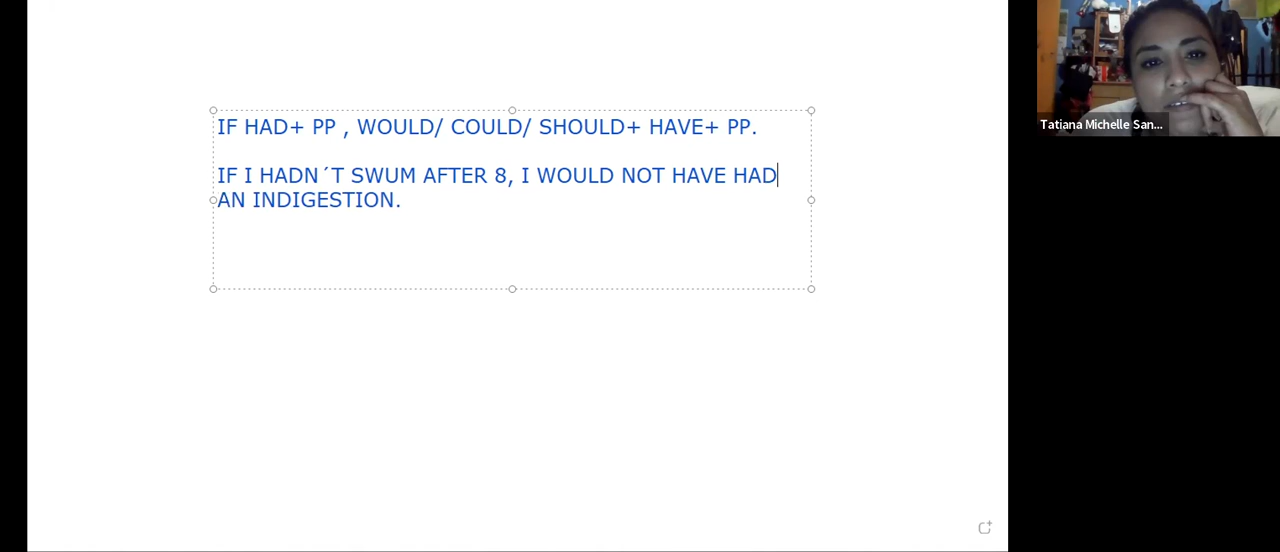 IF HAD+ PP , WOULD/ COULD/ SHOULD+ HAVE+ PP.
IF I HADN´T SWUM AFTER 8, I WOULD NOT HAVE HAD
AN INDIGESTION.
Tatiana Michelle San...